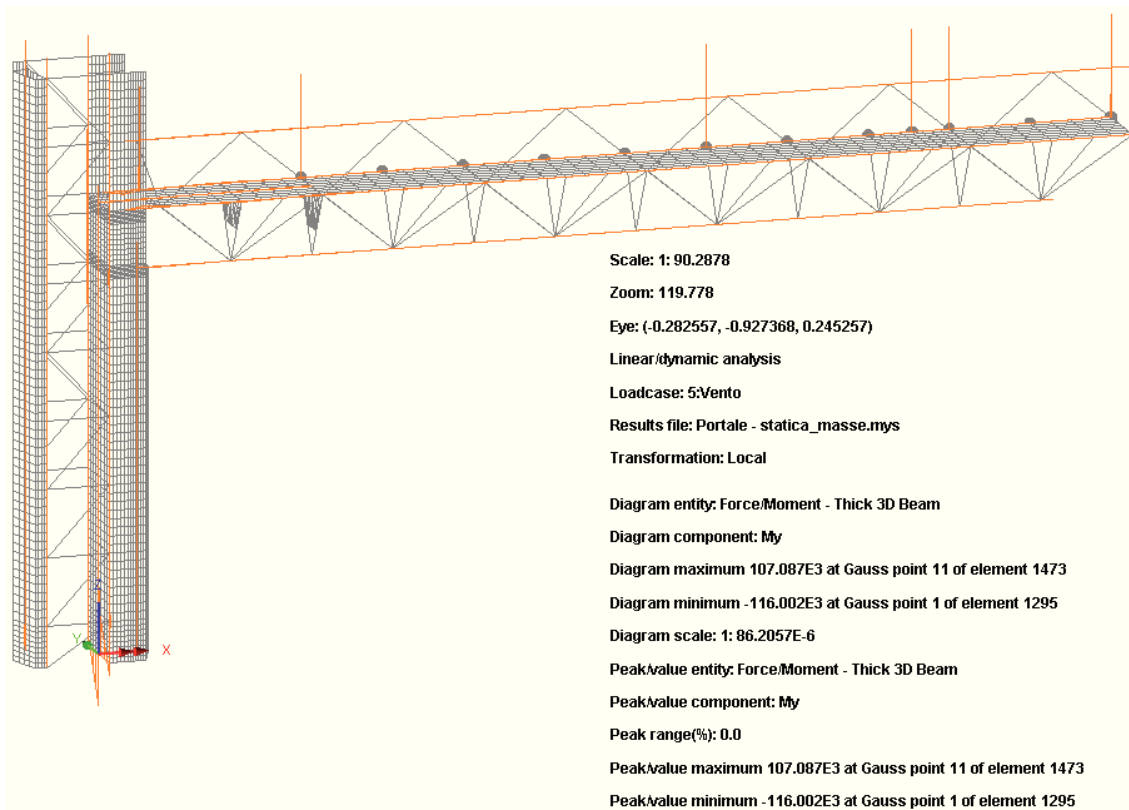 Scale: 1: 90.2878
Zoom: 119.778
Eye: (-0.282557, -0.927368, 0.245257)
Linear/dynamic analysis
Loadcase: 5:Vento
Results file: Portale - statica_masse.mys
Transformation: Local
Diagram entity: Force/Moment - Thick 3D Beam
Diagram component: My
Diagram maximum 107.087E3 at Gauss point 11 of element 1473
Diagram minimum -116.002E3 at Gauss point 1 of element 1295
Diagram scale: 1: 86.2057E-6
Peak/value entity: Force/Moment - Thick 3D Beam
Peak/value component: My
Peak range(%): 0.0
Peak/value maximum 107.087E3 at Gauss point 11 of element 1473
Peak/value minimum -116.002E3 at Gauss point 1 of element 1295
Z
Y
X